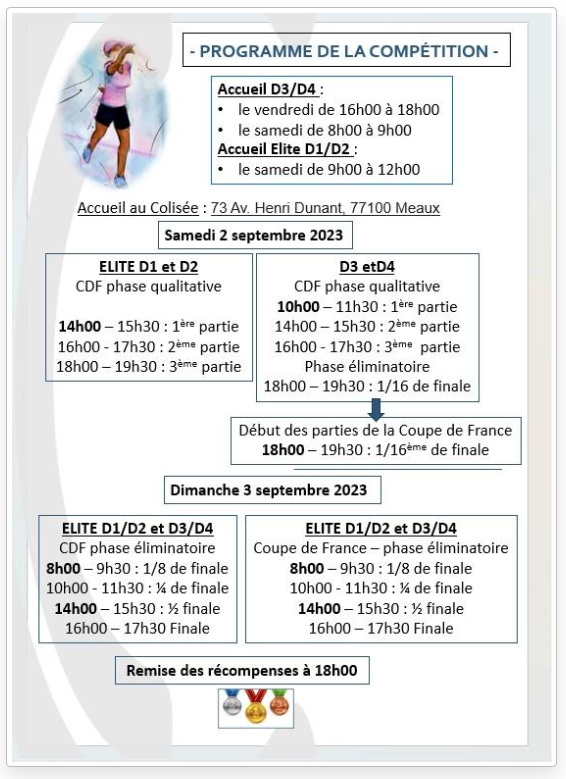 - PROGRAMME DE LA COMPÉTITION -
Accueil D3/D4 :
• le vendredi de 16h00 à 18h00
• le samedi de 8h00 à 9h00
Accueil Elite D1/D2 :
• le samedi de 9h00 à 12h00
Accueil au Colisée : 73 Av. Henri Dunant, 77100 Meaux
Samedi 2 septembre 2023
ELITE D1 et D2
CDF phase qualitative
14h00 – 15h30 : 1ère partie
16h00 - 17h30 : 2ème partie
18h00 – 19h30 : 3ème partie
D3 etD4
CDF phase qualitative
10h00 – 11h30 : 1ère partie
14h00 – 15h30 : 2ème partie
16h00 - 17h30 : 3ème partie
Phase éliminatoire
18h00 – 19h30 : 1/16 de finale
Début des parties de la Coupe de France
18h00 – 19h30 : 1/16ème de finale
Dimanche 3 septembre 2023
ELITE D1/D2 et D3/D4
CDF phase éliminatoire
8h00 – 9h30 : 1/8 de finale
10h00 - 11h30 : ¼ de finale
14h00 – 15h30 : ½ finale
16h00 – 17h30 Finale
ELITE D1/D2 et D3/D4
Coupe de France – phase éliminatoire
8h00 – 9h30 : 1/8 de finale
10h00 - 11h30 : ¼ de finale
14h00 – 15h30 : ½ finale
16h00 – 17h30 Finale
Remise des récompenses à 18h00